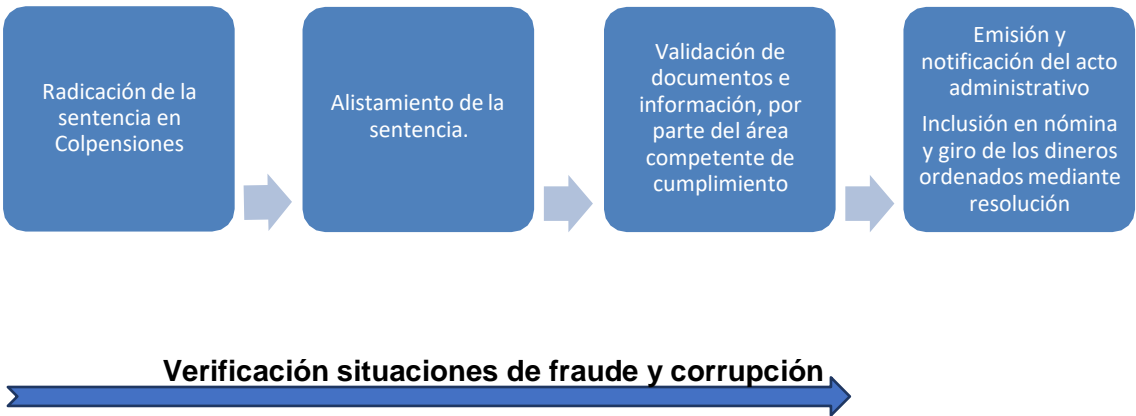 Radicación de la
sentencia en
Colpensiones
Alistamiento de la
sentencia.
Validación de
documentos e
información, por
parte del área
competente de
cumplimiento
Emisión y
notificación del acto
administrativo
Inclusión en nómina
y giro de los dineros
ordenados mediante
resolución
Verificación situaciones de fraude y corrupción